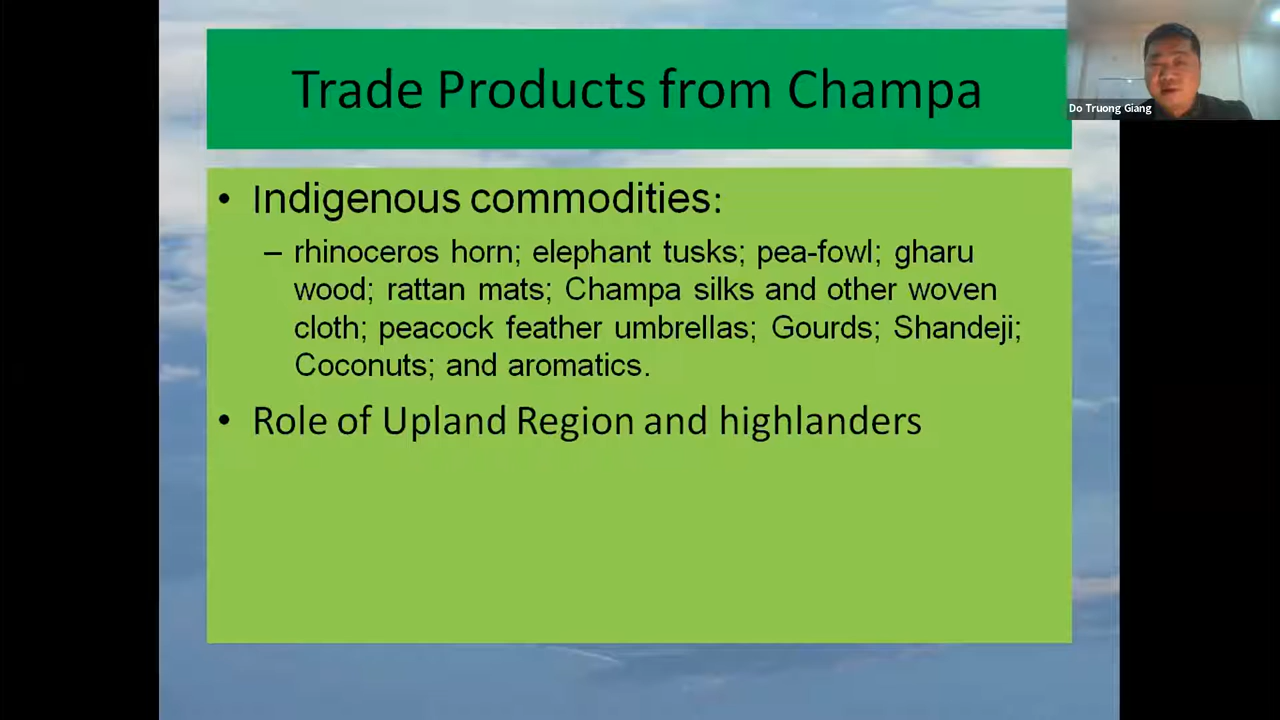 Trade Products from Champa
Do Truong Giang
• Indigenous commodities:
– rhinoceros horn; elephant tusks; pea-fowl; gharu
wood; rattan mats; Champa silks and other woven
cloth; peacock feather umbrellas; Gourds; Shandeji;
Coconuts; and aromatics.
• Role of Upland Region and highlanders